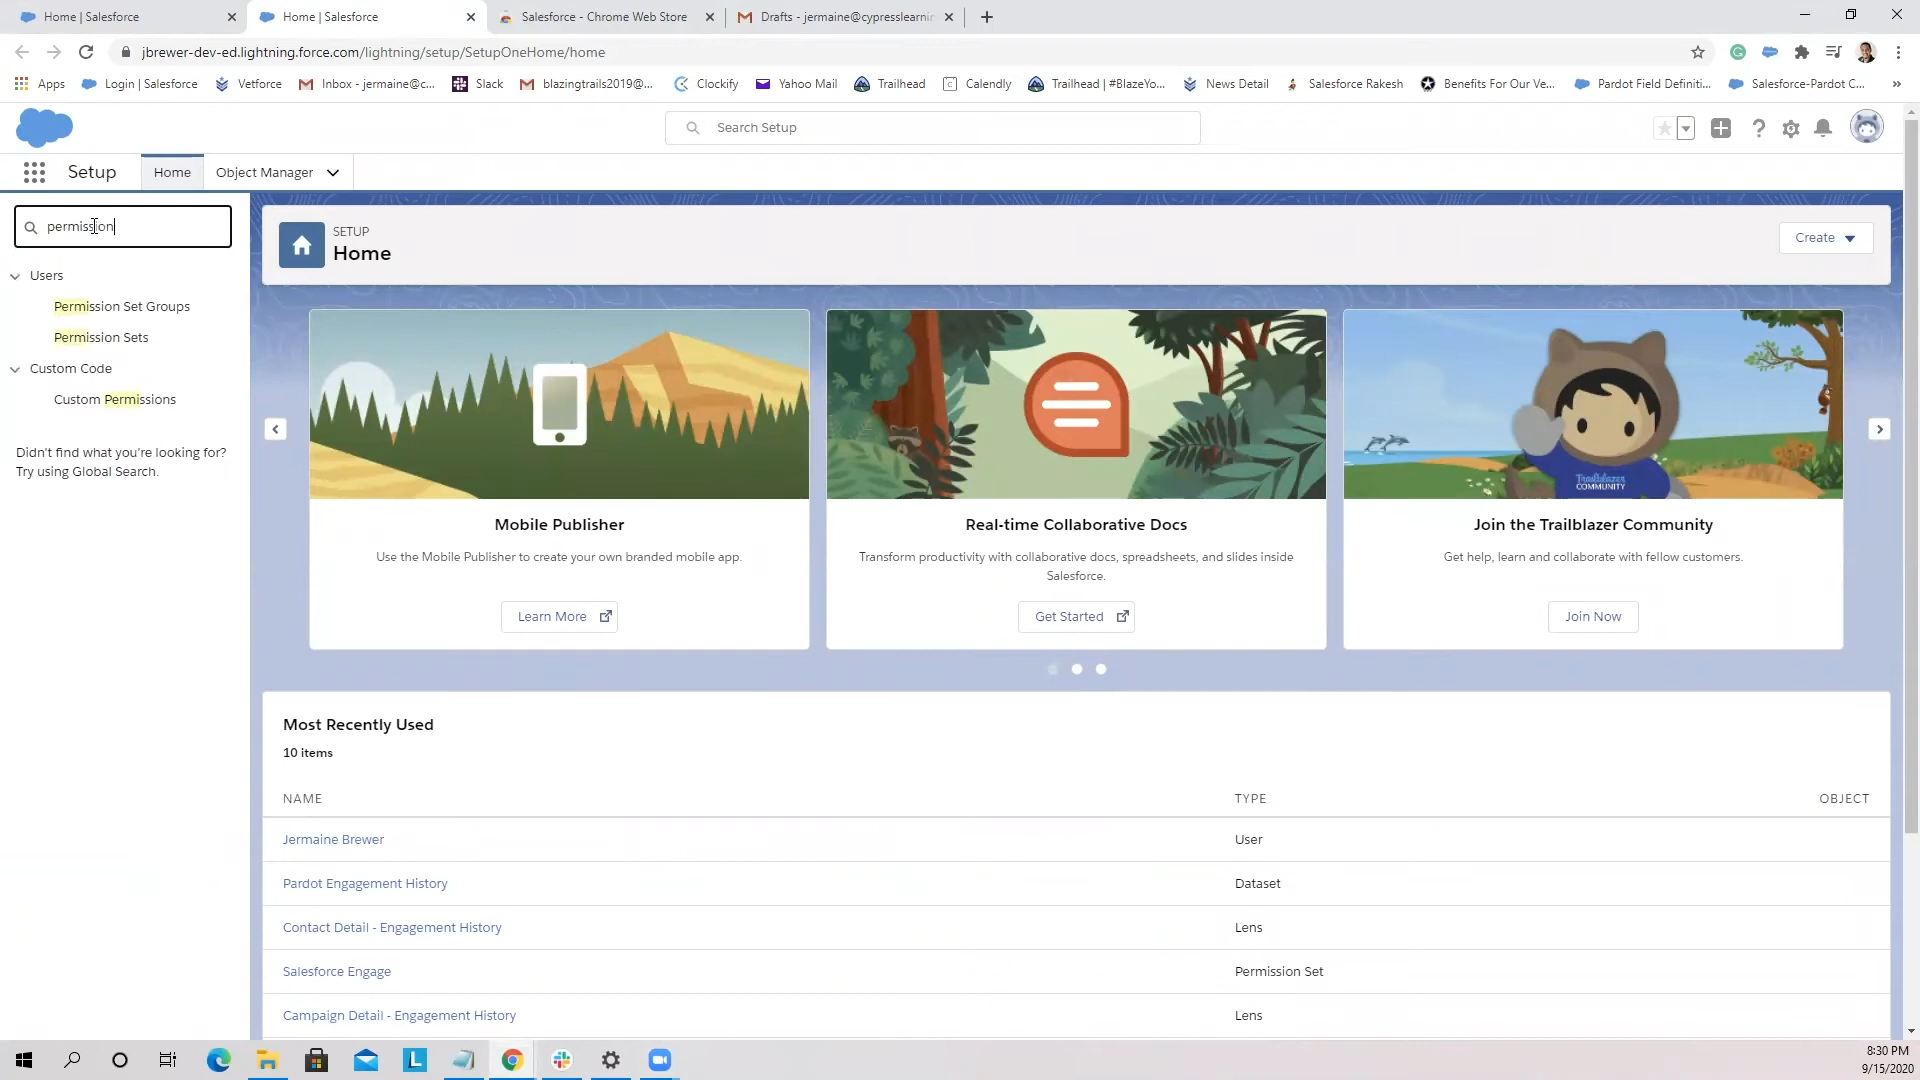 Home | Salesforce
Home | Salesforce
Salesforce - Chrome Web Store
Drafts - jermaine@cypresslearnin
jbrewer-dev-ed.lightning.force.com/lightning/setup/SetupOneHome/home
Apps
Login | Salesforce
Vetforce
Inbox - jermaine@c...
Slack
blazingtrails2019@...
Clockify
Yahoo Mail
Trailhead
Calendly
Trailhead | #BlazeYo...
News Detail
Salesforce Rakesh
Benefits For Our Ve...
Pardot Field Definiti...
Salesforce-Pardot C...
»
Search Setup
Setup
Home
Object Manager
permission
Users
Permission Set Groups
Permission Sets
Custom Code
Custom Permissions
Didn't find what you're looking for?
Try using Global Search.
SETUP
Home
Create
Trailblazer
COMMUNITY
Mobile Publisher
Use the Mobile Publisher to create your own branded mobile app.
Learn More
Real-time Collaborative Docs
Transform productivity with collaborative docs, spreadsheets, and slides inside
Salesforce.
Get Started
Join the Trailblazer Community
Get help, learn and collaborate with fellow customers.
Join Now
Most Recently Used
10 items
NAME TYPE OBJECT
Jermaine Brewer User
Pardot Engagement History Dataset
Contact Detail - Engagement History Lens
Salesforce Engage Permission Set
Campaign Detail - Engagement History Lens
L
8:30 PM
9/15/2020